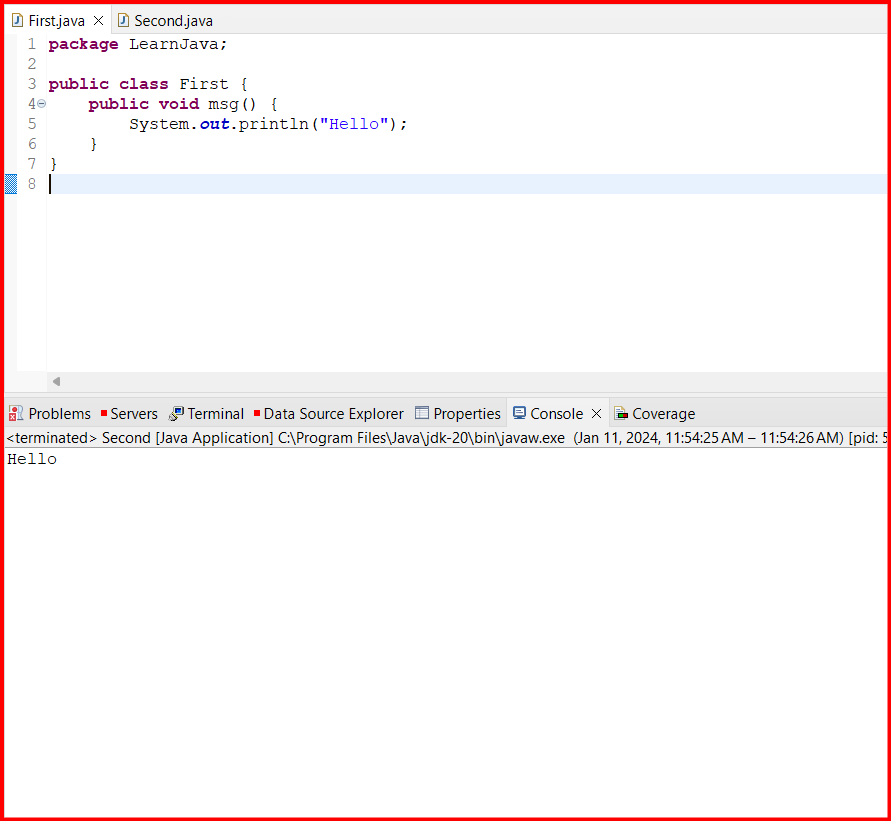 First.java Second.java
1 package LearnJava;
2
3 public class First {
4     public void msg() {
5         System.out.println("Hello");
6     }
7 }
8
Problems Servers Terminal Data Source Explorer Properties Console Coverage
<terminated> Second [Java Application] C:\Program Files\Java\jdk-20\bin\javaw.exe (Jan 11, 2024, 11:54:25 AM – 11:54:26 AM) [pid: 5
Hello